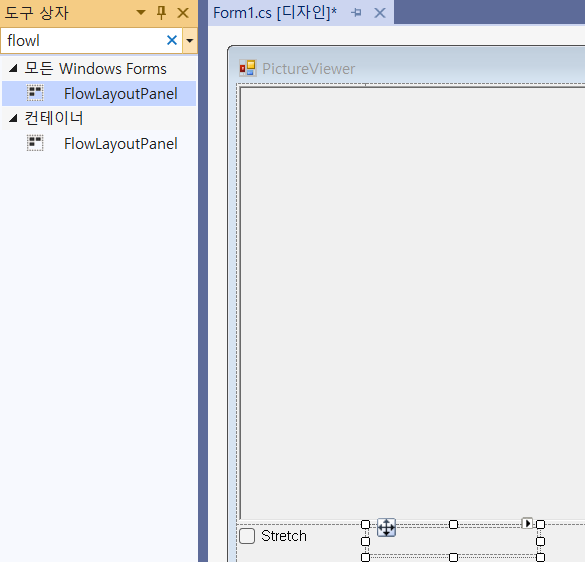 도구 상자
Form1.cs [디자인]*
flowl
모든 Windows Forms
FlowLayoutPanel
컨테이너
FlowLayoutPanel
PictureViewer
Stretch